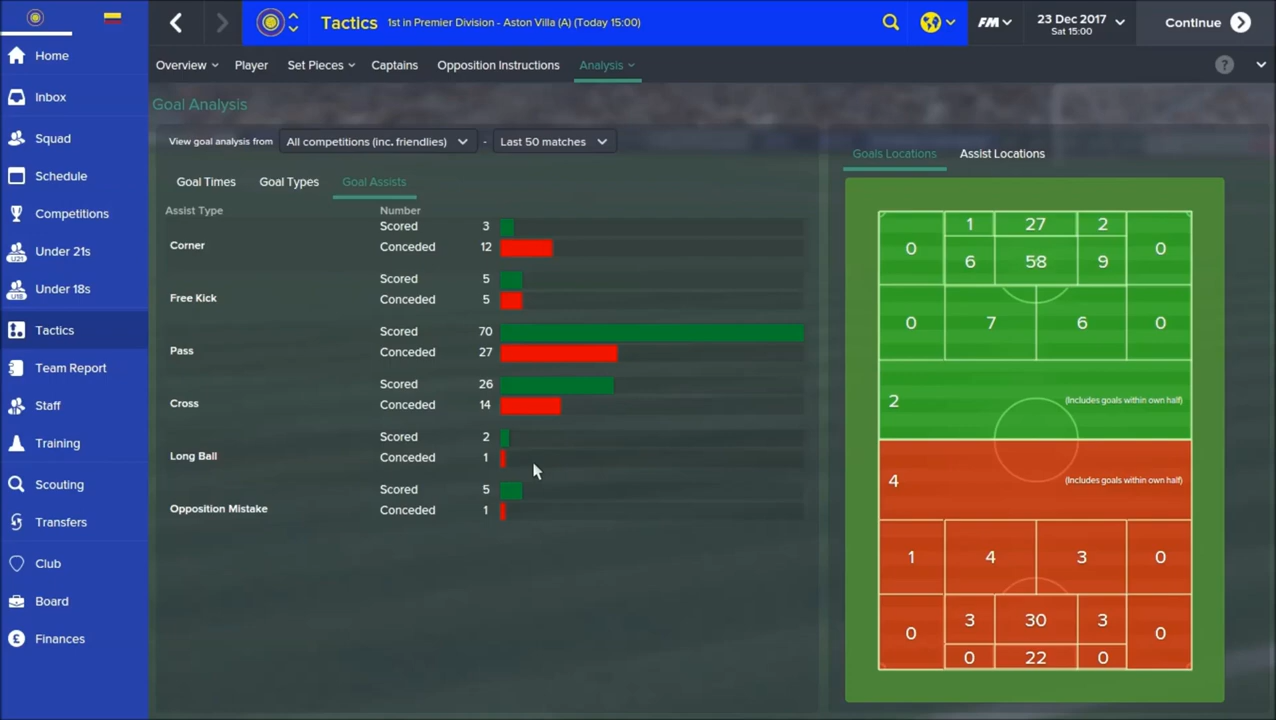 Tactics
1st in Premier Division - Aston Villa (A) (Today 15:00)
FM
23 Dec 2017
Sat 15:00
Continue
Home
Inbox
Squad
Schedule
Competitions
U21
Under 21s
U18
Under 18s
Tactics
Team Report
Staff
Training
Scouting
Transfers
Club
Board
£ Finances
Overview
Player
Set Pieces
Captains
Opposition Instructions
Analysis
?
Goal Analysis
View goal analysis from All competitions (inc. friendlies) - Last 50 matches
Goal Times Goal Types Goal Assists
Assist Type Number
Scored 3
Corner
Conceded 12
Scored 5
Free Kick
Conceded 5
Scored 70
Pass
Conceded 27
Scored 26
Cross
Conceded 14
Scored 2
Long Ball
Conceded 1
Scored 5
Opposition Mistake
Conceded 1
Goals Locations Assist Locations
1 27 2
0 0
6 58 9
0 7 6 0
2 (Includes goals within own half)
4 (Includes goals within own half)
1 4 3 0
3 30 3
0 0
0 22 0